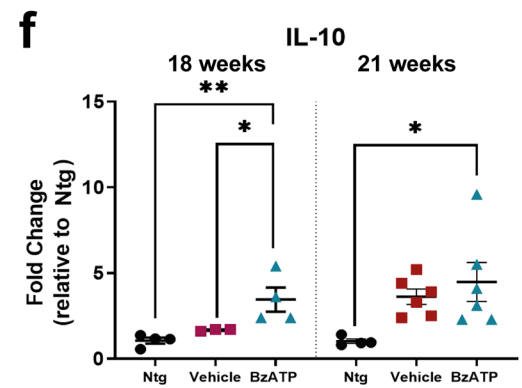 f
IL-10
18 weeks
21 weeks
**
*
*
Fold Change
(relative to Ntg)
15
10
5
0
Ntg Vehicle BzATP
Ntg Vehicle BzATP